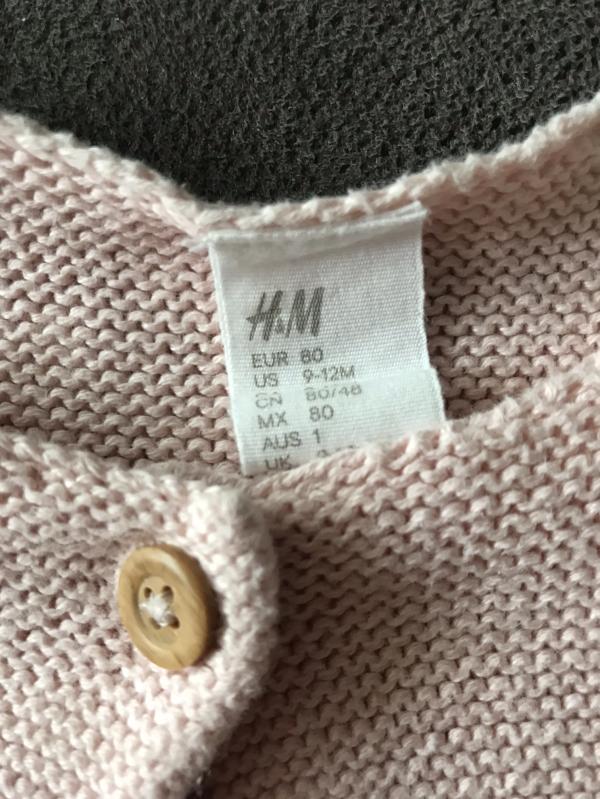 H&M
EUR 80
US 9-12M
CN 80/48
MX 80
AUS 1
UK